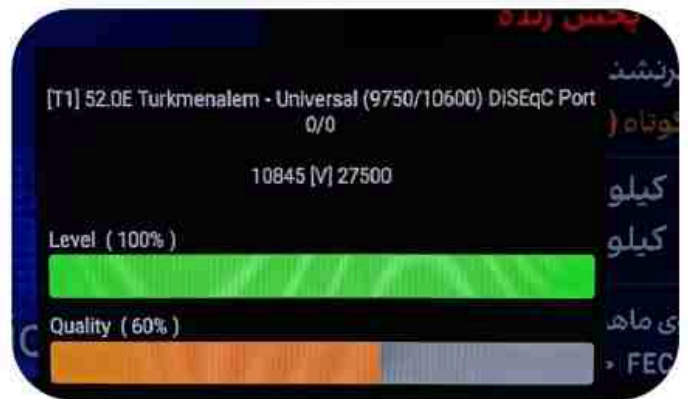 پخش زنده
[T1] 52.0E Turkmenalem - Universal (9750/10600) DiSEqC Port
0/0
10845 [V] 27500
کوتاه (
کیلو
کیلو
Level ( 100% )
Quality ( 60% )
FEC